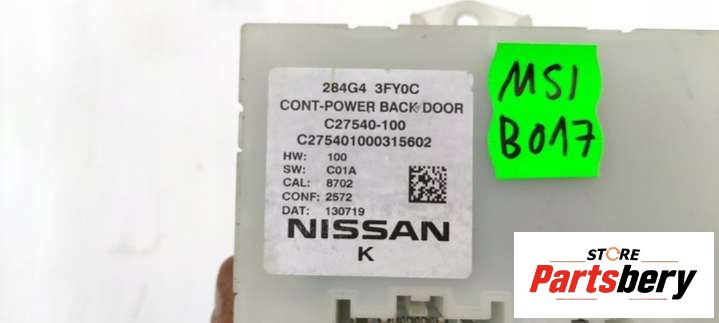 284G4 3FY0C
CONT-POWER BACK DOOR
C27540-100
C275401000315602
HW: 100
SW: C01A
CAL: 8702
CONF: 2572
DAT: 130719
NISSAN
K
MS1
B017
STORE
Partsbery